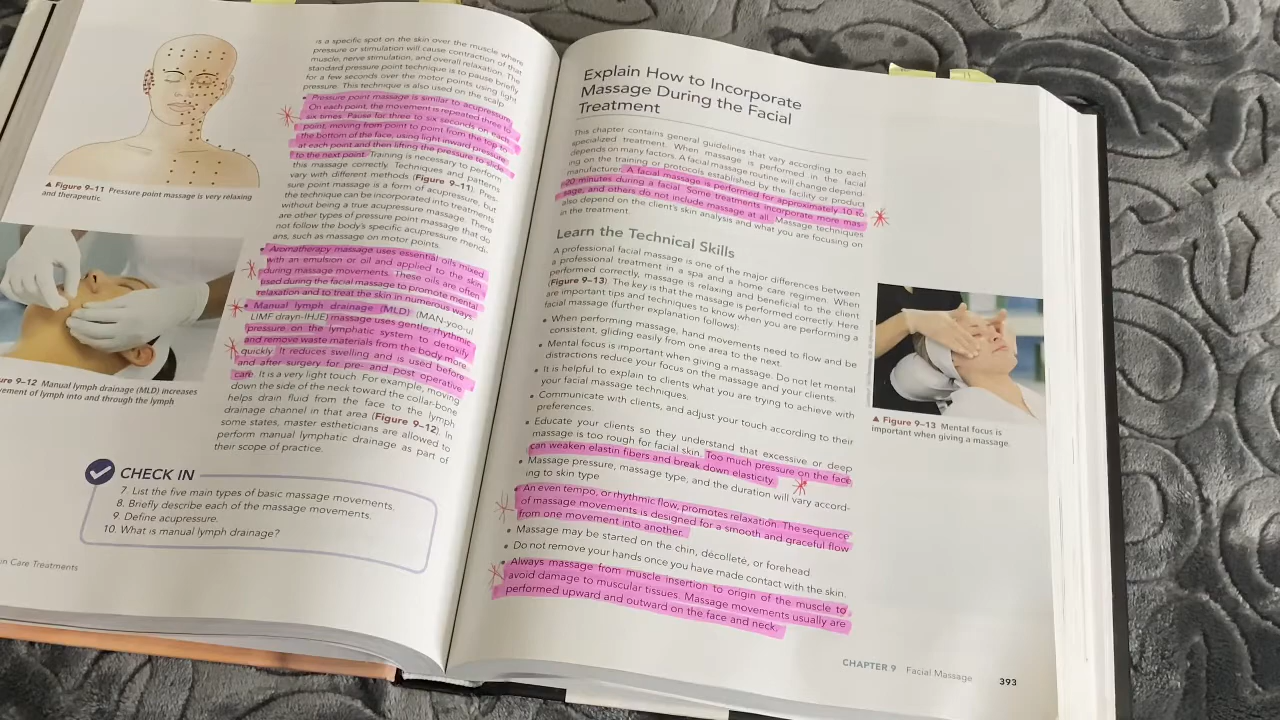 is a specific spot on the skin over the muscle where
pressure or stimulation will cause contraction of that
muscle, nerve stimulation, and overall relaxation. The
standard pressure point technique is to pause briefly
for a few seconds over the motor points using light
pressure. This technique is also used on the scalp.
Pressure point massage is similar to acupressure.
On each point, the movement is repeated three to
six times. Pause for three to six seconds on each
point, moving from point to point from the top to
the bottom of the face, using light inward pressure
at each point and then lifting the pressure to slide
to the next point. Training is necessary to perform
this massage correctly. Techniques and patterns
vary with different methods (Figure 9–11). Pres-
sure point massage is a form of acupressure, but
the technique can be incorporated into treatments
without being a true acupressure massage. There
are other types of pressure point massage that do
not follow the body's specific acupressure meridi-
ans, such as massage on motor points.
Aromatherapy massage uses essential oils mixed
with an emulsion or oil and applied to the skin
during massage movements. These oils are often
used during the facial massage to promote mental
relaxation and to treat the skin in numerous ways.
Manual lymph drainage (MLD) (MAN-yoo-ul
LIMF drayn-IHJE) massage uses gentle, rhythmic
pressure on the lymphatic system to detoxify
and remove waste materials from the body more
quickly. It reduces swelling and is used before
and after surgery for pre- and post operative
care. It is a very light touch. For example, moving
down the side of the neck toward the collar-bone
helps drain fluid from the face to the lymph
drainage channel in that area (Figure 9–12). In
some states, master estheticians are allowed to
perform manual lymphatic drainage as part of
their scope of practice.
▲ Figure 9–11 Pressure point massage is very relaxing
and therapeutic.
ure 9–12 Manual lymph drainage (MLD) increases
vement of lymph into and through the lymph
CHECK IN
7. List the five main types of basic massage movements.
8. Briefly describe each of the massage movements.
9. Define acupressure.
10. What is manual lymph drainage?
in Care Treatments
Explain How to Incorporate
Massage During the Facial
Treatment
This chapter contains general guidelines that vary according to each
specialized treatment. When massage is performed in the facial
depends on many factors. A facial massage routine will change depend-
ing on the training or protocols established by the facility or product
manufacturer. A facial massage is performed for approximately 10 to
20 minutes during a facial. Some treatments incorporate more mas-
sage, and others do not include massage at all. Massage techniques
also depend on the client's skin analysis and what you are focusing on
in the treatment.
Learn the Technical Skills
A professional facial massage is one of the major differences between
a professional treatment in a spa and a home care regimen. When
performed correctly, massage is relaxing and beneficial to the client
(Figure 9–13). The key is that the massage is performed correctly. Here
are important tips and techniques to know when you are performing a
facial massage (further explanation follows):
• When performing massage, hand movements need to flow and be
consistent, gliding easily from one area to the next.
• Mental focus is important when giving a massage. Do not let mental
distractions reduce your focus on the massage and your clients.
• It is helpful to explain to clients what you are trying to achieve with
your facial massage techniques.
• Communicate with clients, and adjust your touch according to their
preferences.
• Educate your clients so they understand that excessive or deep
massage is too rough for facial skin. Too much pressure on the face
can weaken elastin fibers and break down elasticity.
• Massage pressure, massage type, and the duration will vary accord-
ing to skin type
• An even tempo, or rhythmic flow, promotes relaxation. The sequence
of massage movements is designed for a smooth and graceful flow
from one movement into another.
• Massage may be started on the chin, décolleté, or forehead.
• Do not remove your hands once you have made contact with the skin.
• Always massage from muscle insertion to origin of the muscle to
avoid damage to muscular tissues. Massage movements usually are
performed upward and outward on the face and neck.
▲ Figure 9–13 Mental focus is
important when giving a massage.
CHAPTER 9 Facial Massage 393